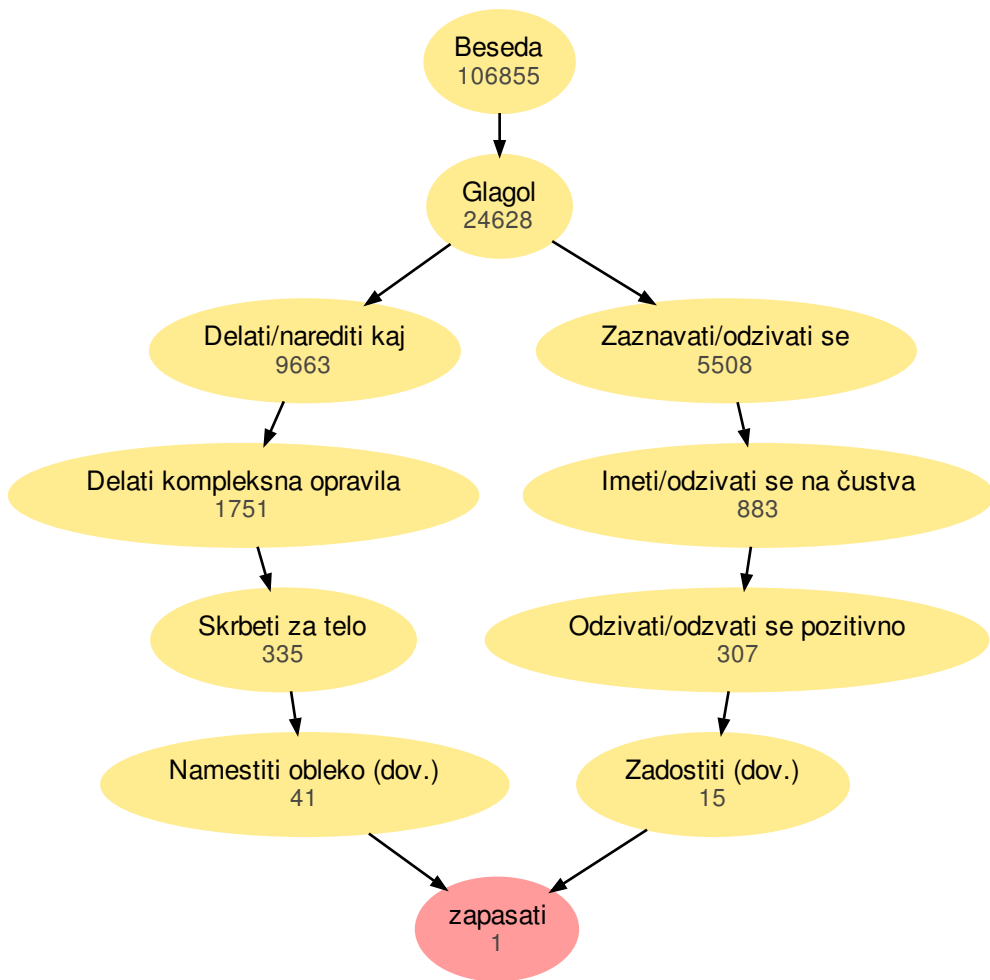 Beseda
106855
Glagol
24628
Delati/narediti kaj
9663
Zaznavati/odzivati se
5508
Delati kompleksna opravila
1751
Imeti/odzivati se na čustva
883
Skrbeti za telo
335
Odzivati/odzvati se pozitivno
307
Namestiti obleko (dov.)
41
Zadostiti (dov.)
15
zapasati
1